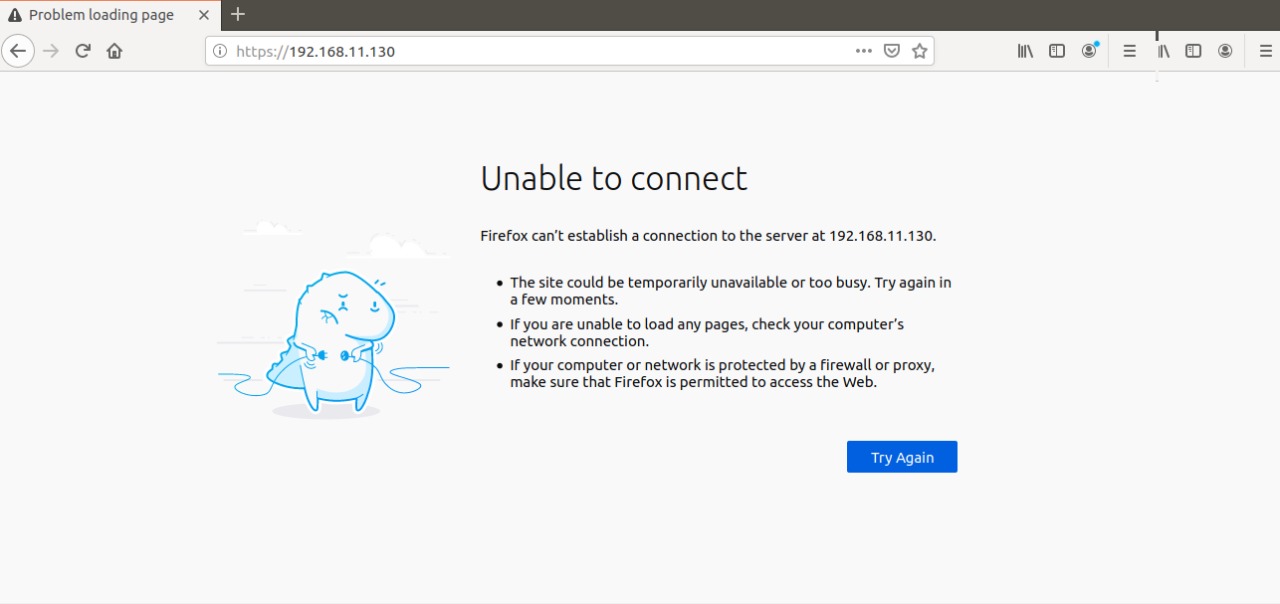 Problem loading page
https://192.168.11.130
Unable to connect
Firefox can’t establish a connection to the server at 192.168.11.130.
The site could be temporarily unavailable or too busy. Try again in
a few moments.
If you are unable to load any pages, check your computer’s
network connection.
If your computer or network is protected by a firewall or proxy,
make sure that Firefox is permitted to access the Web.
Try Again